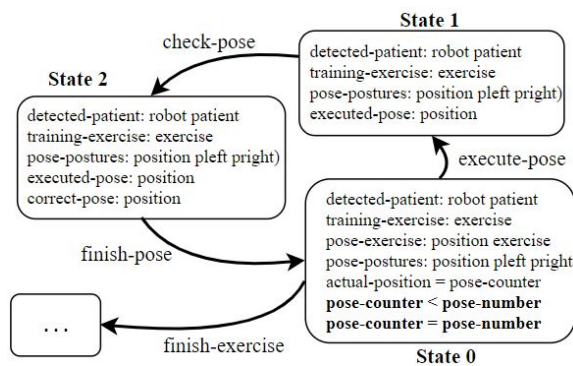 State 1
check-pose
detected-patient: robot patient
training-exercise: exercise
pose-postures: position pleft pright)
executed-pose: position
State 2
detected-patient: robot patient
training-exercise: exercise
pose-postures: position pleft pright)
executed-pose: position
correct-pose: position
execute-pose
detected-patient: robot patient
training-exercise: exercise
pose-exercise: position exercise
pose-postures: position pleft pright
actual-position = pose-counter
pose-counter < pose-number
pose-counter = pose-number
finish-pose
. . .
finish-exercise
State 0